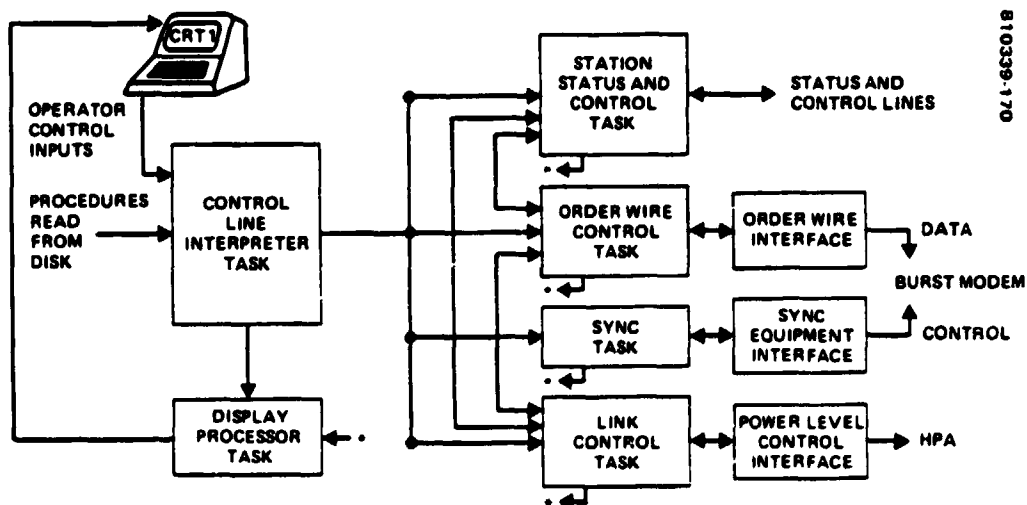 CRT 1
OPERATOR
CONTROL
INPUTS
PROCEDURES
READ
FROM
DISK
CONTROL
LINE
INTERPRETER
TASK
DISPLAY
PROCESSOR
TASK
STATION
STATUS AND
CONTROL
TASK
STATUS AND
CONTROL LINES
ORDER WIRE
CONTROL
TASK
ORDER WIRE
INTERFACE
DATA
BURST MODEM
SYNC
TASK
SYNC
EQUIPMENT
INTERFACE
CONTROL
LINK
CONTROL
TASK
POWER LEVEL
CONTROL
INTERFACE
HPA
810339-170